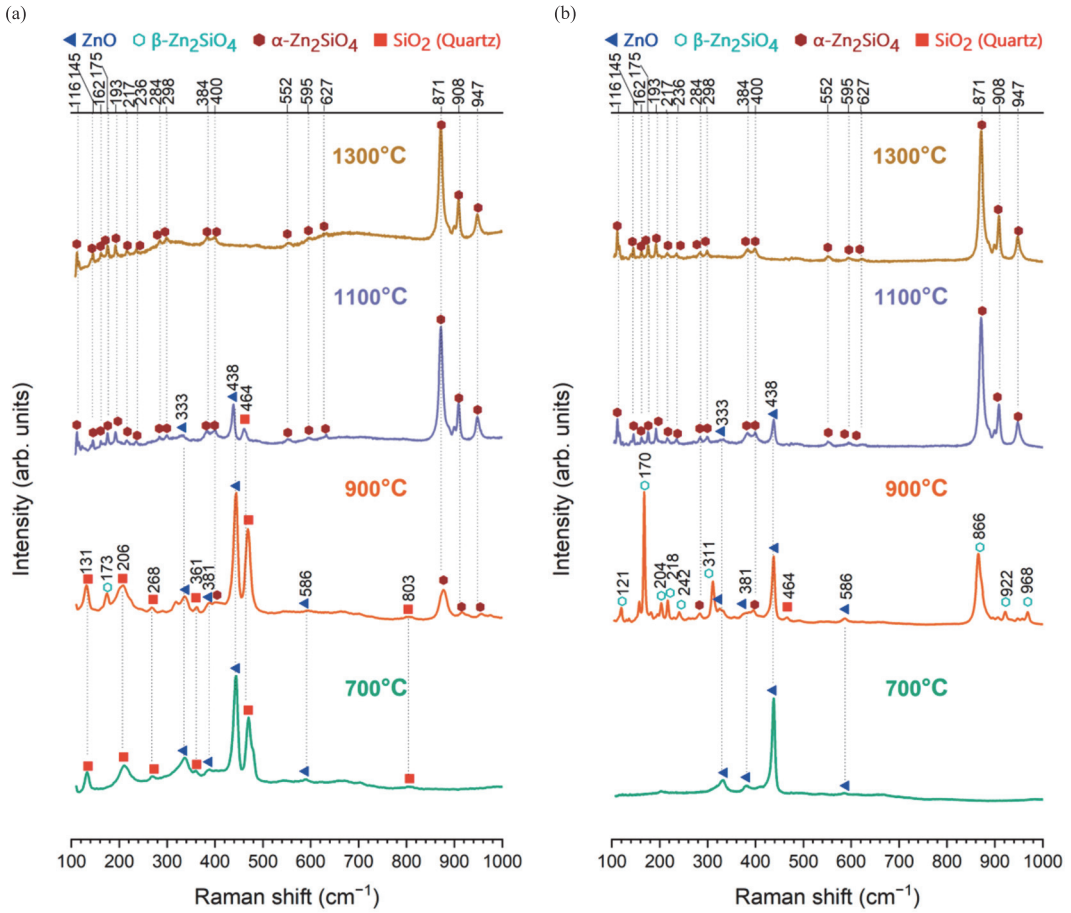 (a)
ZnO β-Zn₂SiO₄ α-Zn₂SiO₄ SiO₂ (Quartz)
116 145 162 175 193 217 236 284 298 384 400 552 595 627 871 908 947
1300°C
1100°C
333 438 464
900°C
131 173 206 268 361 381 586 803
700°C
Intensity (arb. units)
100 200 300 400 500 600 700 800 900 1000
Raman shift (cm⁻¹)
(b)
ZnO β-Zn₂SiO₄ α-Zn₂SiO₄ SiO₂ (Quartz)
116 145 162 175 193 217 236 284 298 384 400 552 595 627 871 908 947
1300°C
1100°C
333 438
900°C
121 170 204 218 242 311 381 464 586 866 922 968
700°C
Intensity (arb. units)
100 200 300 400 500 600 700 800 900 1000
Raman shift (cm⁻¹)